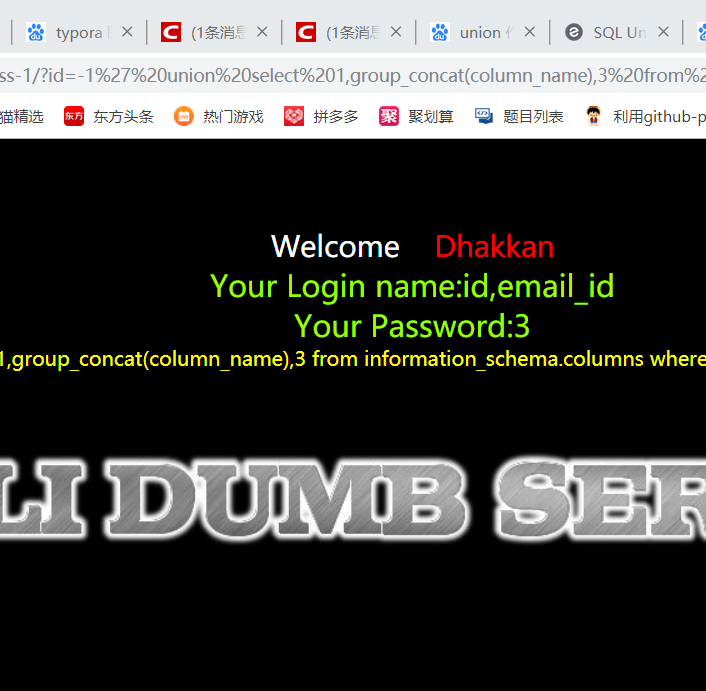 typora
(1条消息
(1条消息
union
SQL Un
ss-1/?id=-1%27%20union%20select%201,group_concat(column_name),3%20from%2
猫精选 东方 东方头条 热门游戏 拼多多 聚 聚划算 题目列表 利用github-p
Welcome Dhakkan
Your Login name:id,email_id
Your Password:3
1,group_concat(column_name),3 from information_schema.columns where
LI DUMB SER